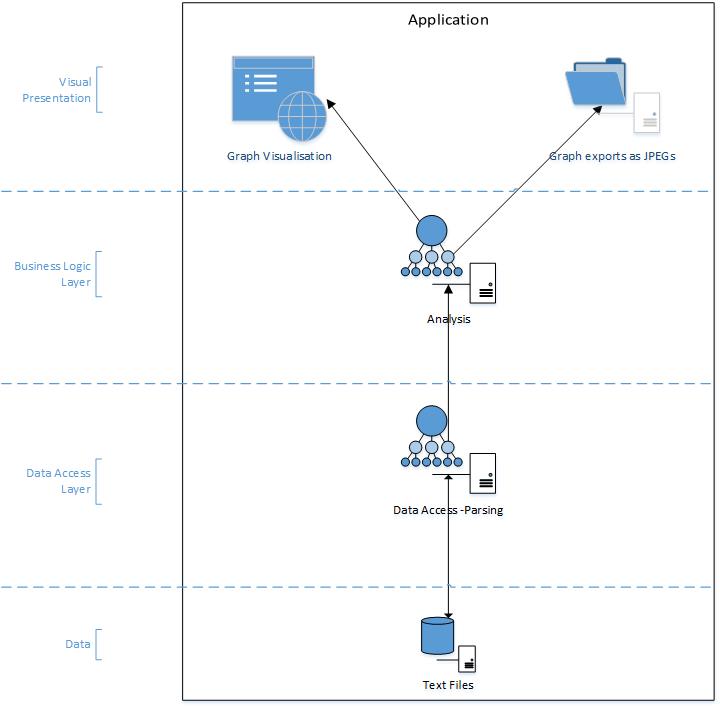 Application
Visual
Presentation
Graph Visualisation
Graph exports as JPEGs
Business Logic
Layer
Analysis
Data Access
Layer
Data Access -Parsing
Data
Text Files